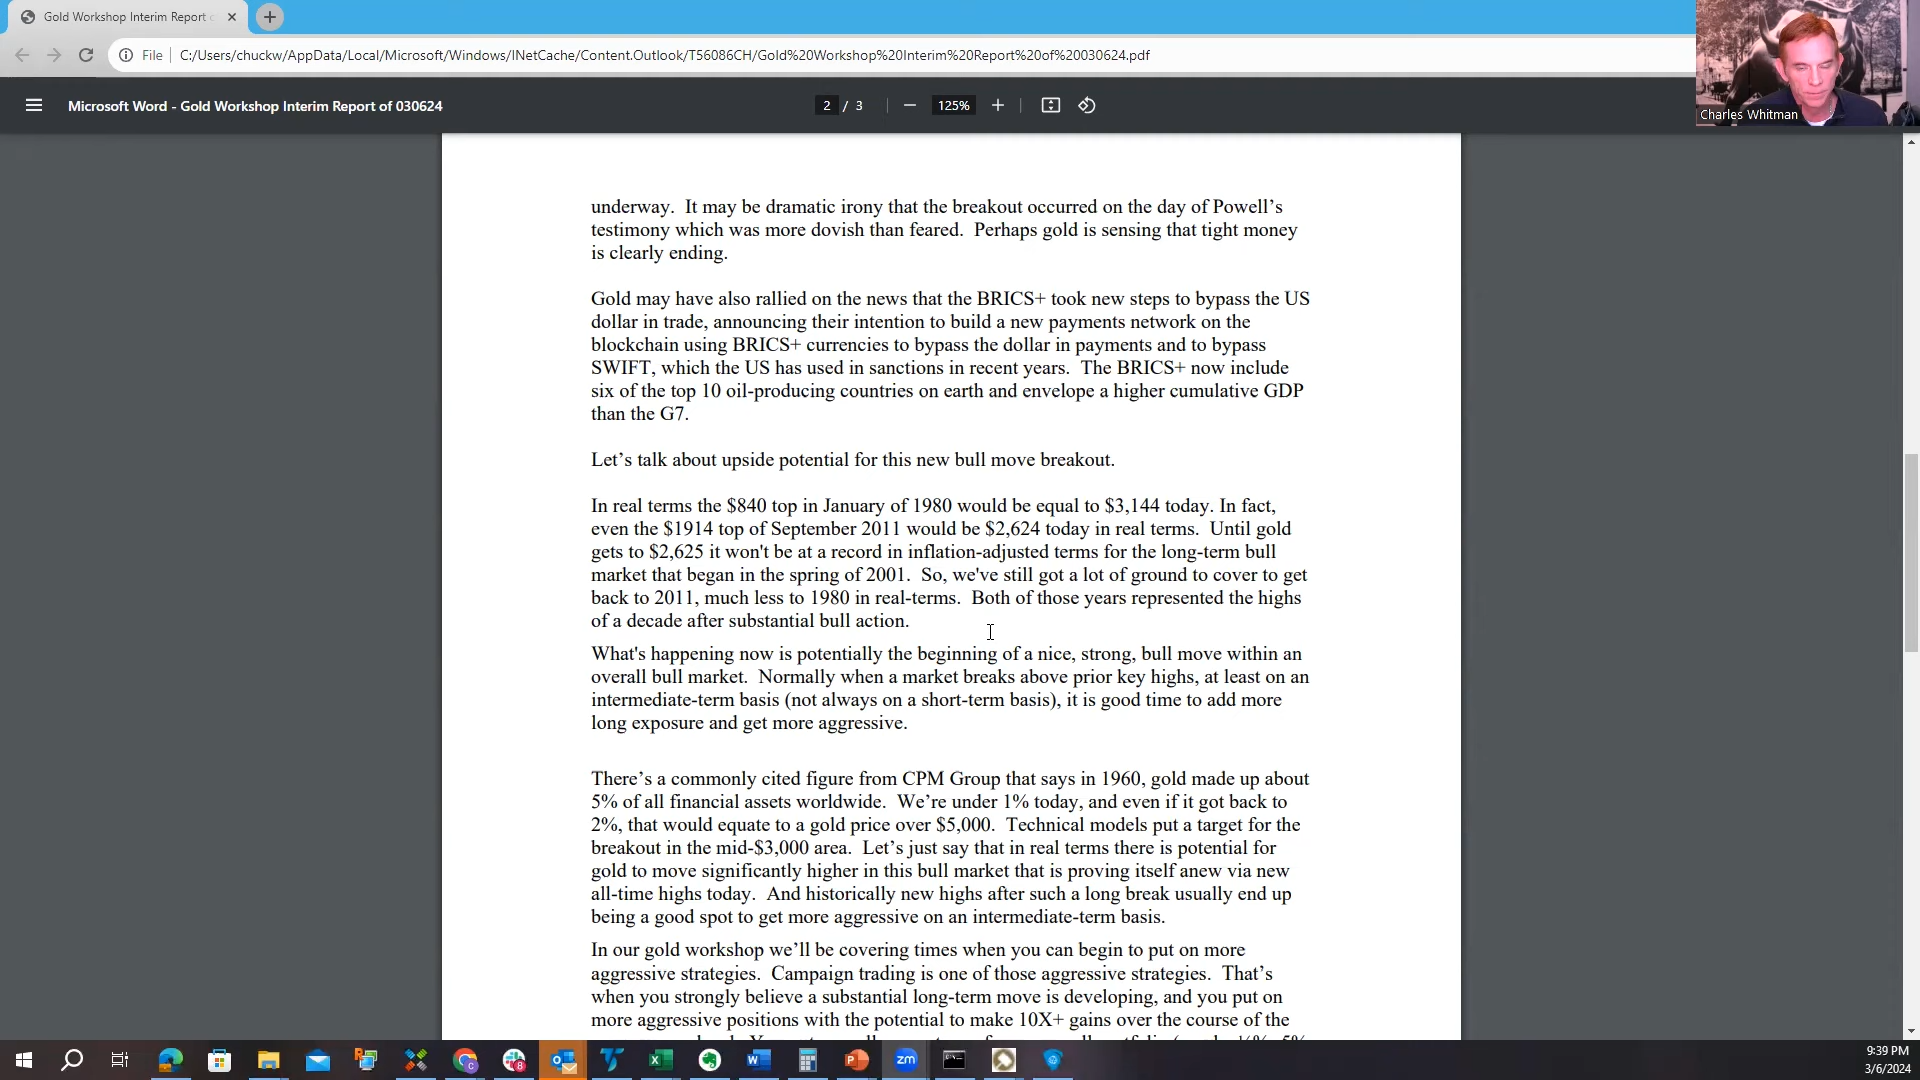 Gold Workshop Interim Report
File
C:/Users/chuckw/AppData/Local/Microsoft/Windows/INetCache/Content.Outlook/T56086CH/Gold%20Workshop%20Interim%20Report%20of%20030624.pdf
Charles Whitman
Microsoft Word - Gold Workshop Interim Report of 030624
2 / 3
125%
underway.  It may be dramatic irony that the breakout occurred on the day of Powell’s
testimony which was more dovish than feared.  Perhaps gold is sensing that tight money
is clearly ending.
Gold may have also rallied on the news that the BRICS+ took new steps to bypass the US
dollar in trade, announcing their intention to build a new payments network on the
blockchain using BRICS+ currencies to bypass the dollar in payments and to bypass
SWIFT, which the US has used in sanctions in recent years.  The BRICS+ now include
six of the top 10 oil-producing countries on earth and envelope a higher cumulative GDP
than the G7.
Let’s talk about upside potential for this new bull move breakout.
In real terms the $840 top in January of 1980 would be equal to $3,144 today. In fact,
even the $1914 top of September 2011 would be $2,624 today in real terms.  Until gold
gets to $2,625 it won't be at a record in inflation-adjusted terms for the long-term bull
market that began in the spring of 2001.  So, we've still got a lot of ground to cover to get
back to 2011, much less to 1980 in real-terms.  Both of those years represented the highs
of a decade after substantial bull action.
What's happening now is potentially the beginning of a nice, strong, bull move within an
overall bull market.  Normally when a market breaks above prior key highs, at least on an
intermediate-term basis (not always on a short-term basis), it is good time to add more
long exposure and get more aggressive.
There’s a commonly cited figure from CPM Group that says in 1960, gold made up about
5% of all financial assets worldwide.  We’re under 1% today, and even if it got back to
2%, that would equate to a gold price over $5,000.  Technical models put a target for the
breakout in the mid-$3,000 area.  Let’s just say that in real terms there is potential for
gold to move significantly higher in this bull market that is proving itself anew via new
all-time highs today.  And historically new highs after such a long break usually end up
being a good spot to get more aggressive on an intermediate-term basis.
In our gold workshop we’ll be covering times when you can begin to put on more
aggressive strategies.  Campaign trading is one of those aggressive strategies.  That’s
when you strongly believe a substantial long-term move is developing, and you put on
more aggressive positions with the potential to make 10X+ gains over the course of the
zm
9:39 PM
3/6/2024